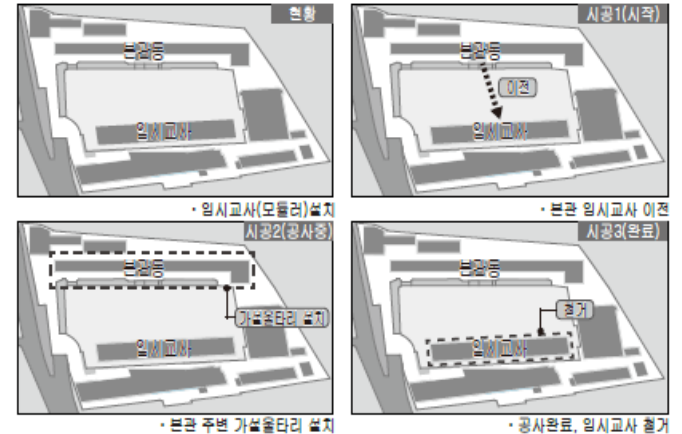 현황
본관동
임시교사
・임시교사(모듈러)설치
시공1(시작)
본관동
이전
임시교사
・본관 임시교사 이전
시공2(공사중)
본관동
가설울타리 설치
임시교사
・본관 주변 가설울타리 설치
시공3(완료)
본관동
철거
임시교사
・공사완료, 임시교사 철거